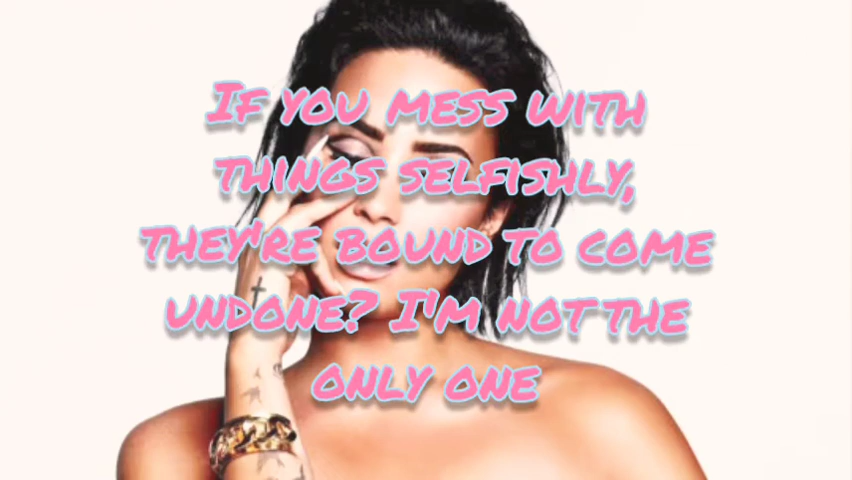 If you mess with
things selfishly,
they're bound to come
undone? I'm not the
only one